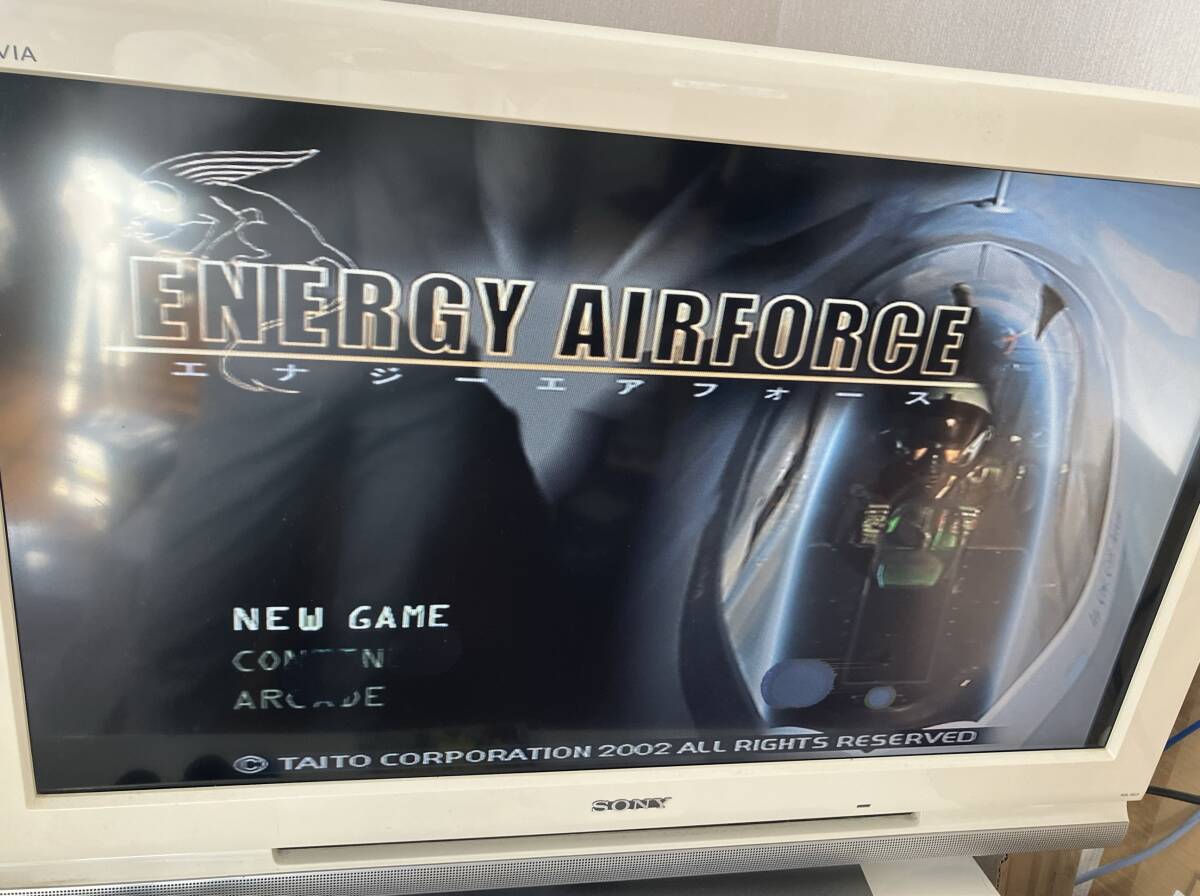 VIA
ENERGY AIRFORCE
エナジーエアフォース
NEW GAME
ARCADE
© TAITO CORPORATION 2002 ALL RIGHTS RESERVED
SONY